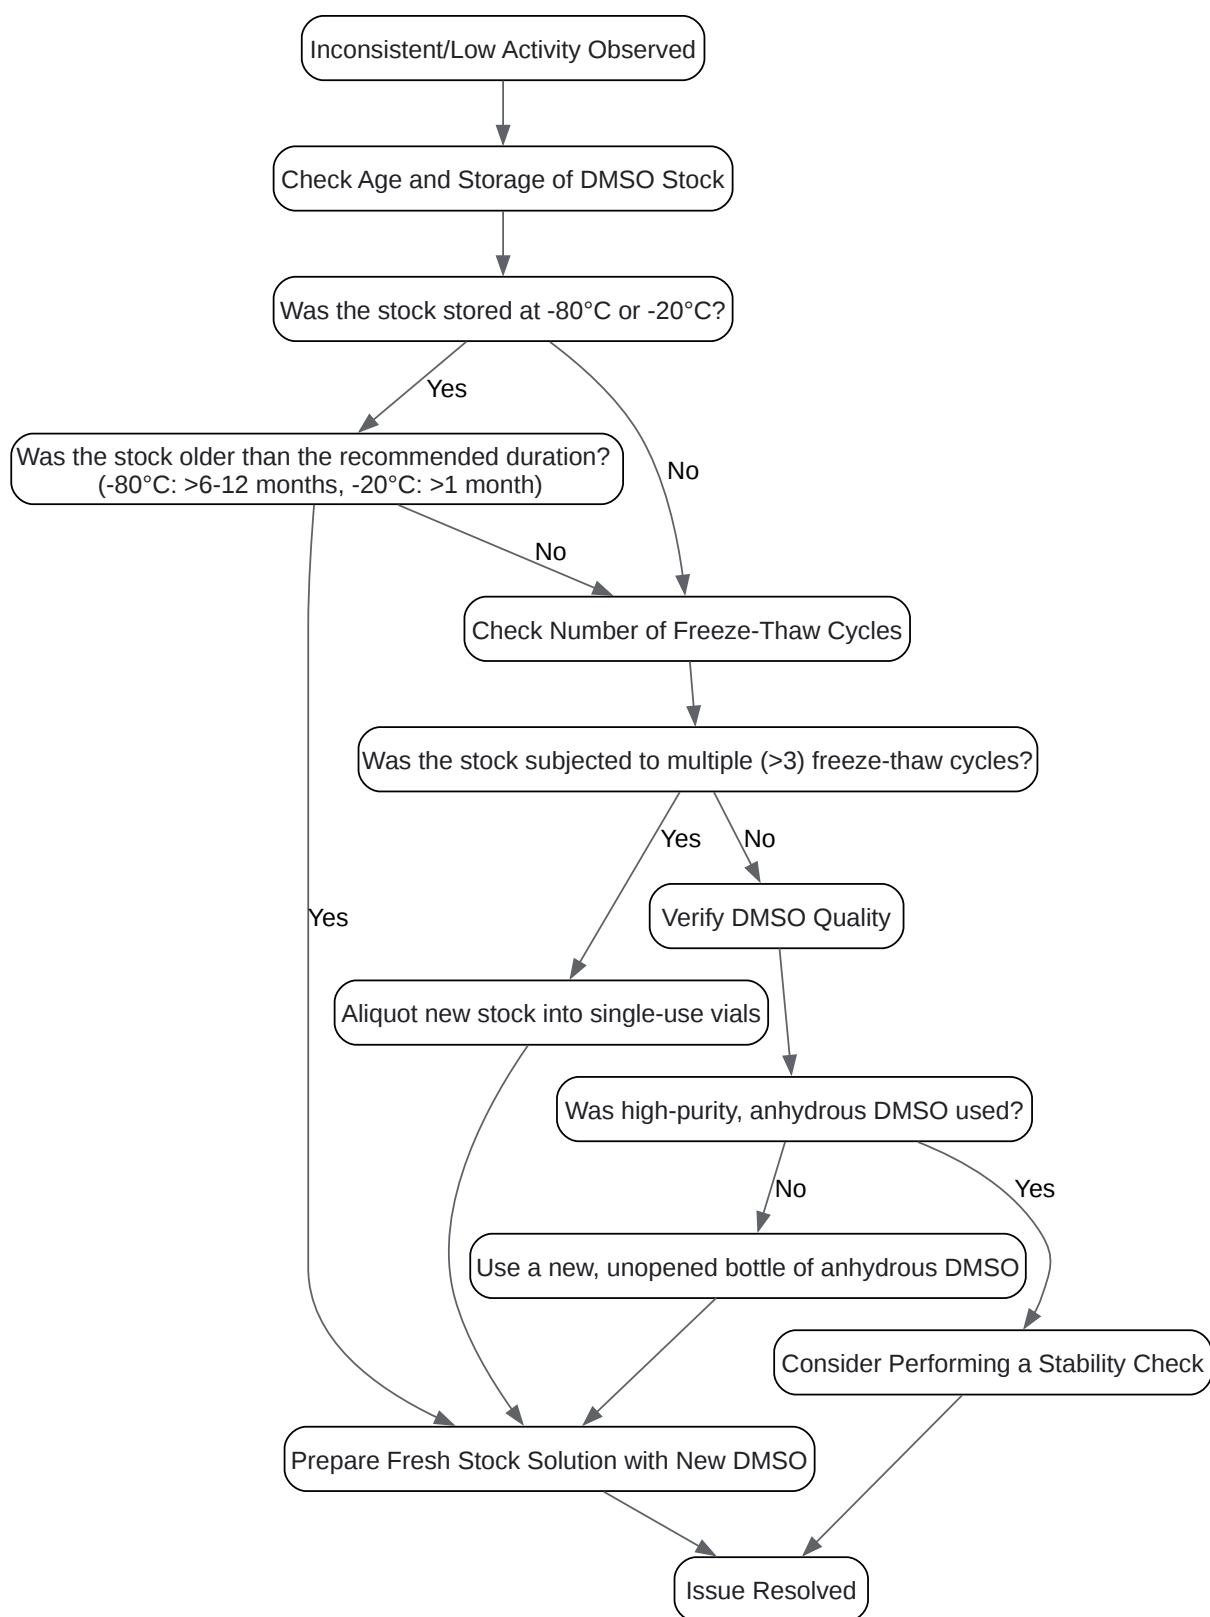 Inconsistent/Low Activity Observed
Check Age and Storage of DMSO Stock
Was the stock stored at -80°C or -20°C?
Yes
Was the stock older than the recommended duration?
(-80°C: >6-12 months, -20°C: >1 month)
No
No
Check Number of Freeze-Thaw Cycles
Was the stock subjected to multiple (>3) freeze-thaw cycles?
Yes
No
Verify DMSO Quality
Yes
Aliquot new stock into single-use vials
Was high-purity, anhydrous DMSO used?
No
Yes
Use a new, unopened bottle of anhydrous DMSO
Consider Performing a Stability Check
Prepare Fresh Stock Solution with New DMSO
Issue Resolved